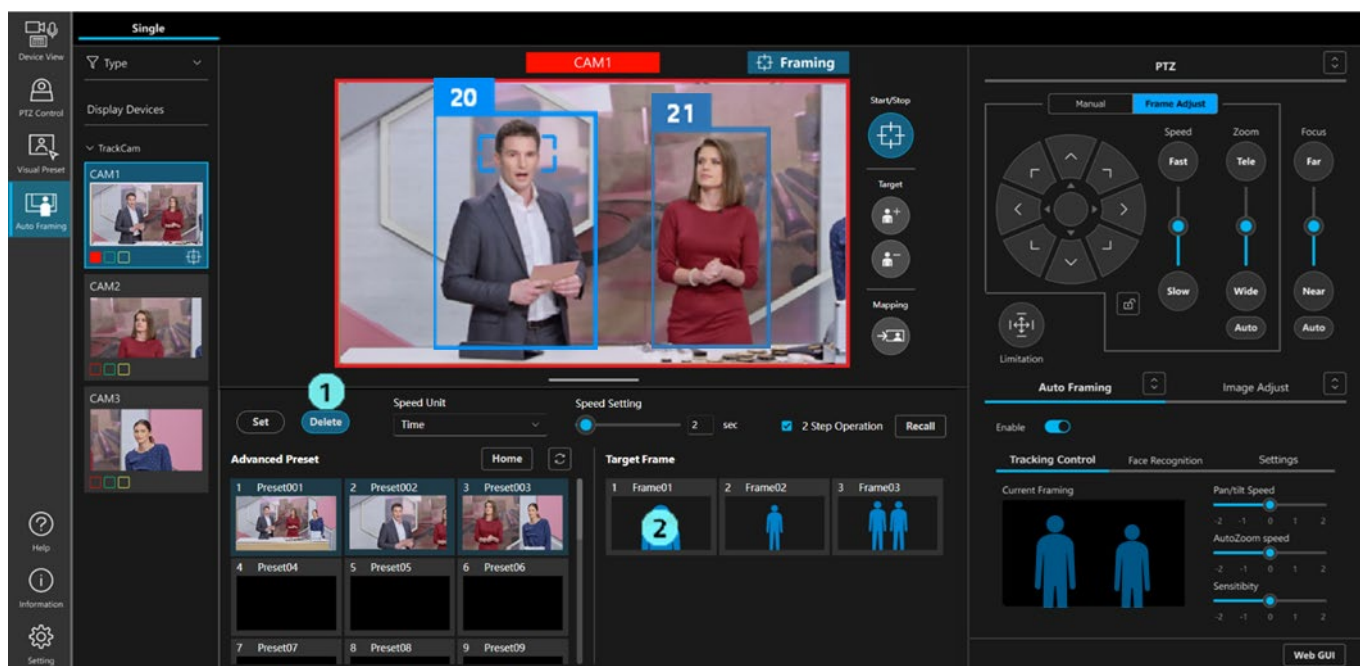 Single
Device View
PTZ Control
Visual Preset
Auto Framing
Help
Information
Setting
Type
Display Devices
TrackCam
CAM1
CAM2
CAM3
CAM1
Framing
20
21
Start/Stop
Target
Mapping
1
Set
Delete
Speed Unit
Time
Speed Setting
2 sec
2 Step Operation
Recall
Advanced Preset
Home
1 Preset001
2 Preset002
3 Preset003
4 Preset04
5 Preset05
6 Preset06
7 Preset07
8 Preset08
9 Preset09
Target Frame
1 Frame01
2 Frame02
3 Frame03
2
PTZ
Manual
Frame Adjust
Speed
Zoom
Focus
Fast
Tele
Far
Slow
Wide
Near
Auto
Auto
Limitation
Auto Framing
Image Adjust
Enable
Tracking Control
Face Recognition
Settings
Current Framing
Pan/tilt Speed
-2 -1 0 1 2
AutoZoom speed
-2 -1 0 1 2
Sensitibity
-2 -1 0 1 2
Web GUI